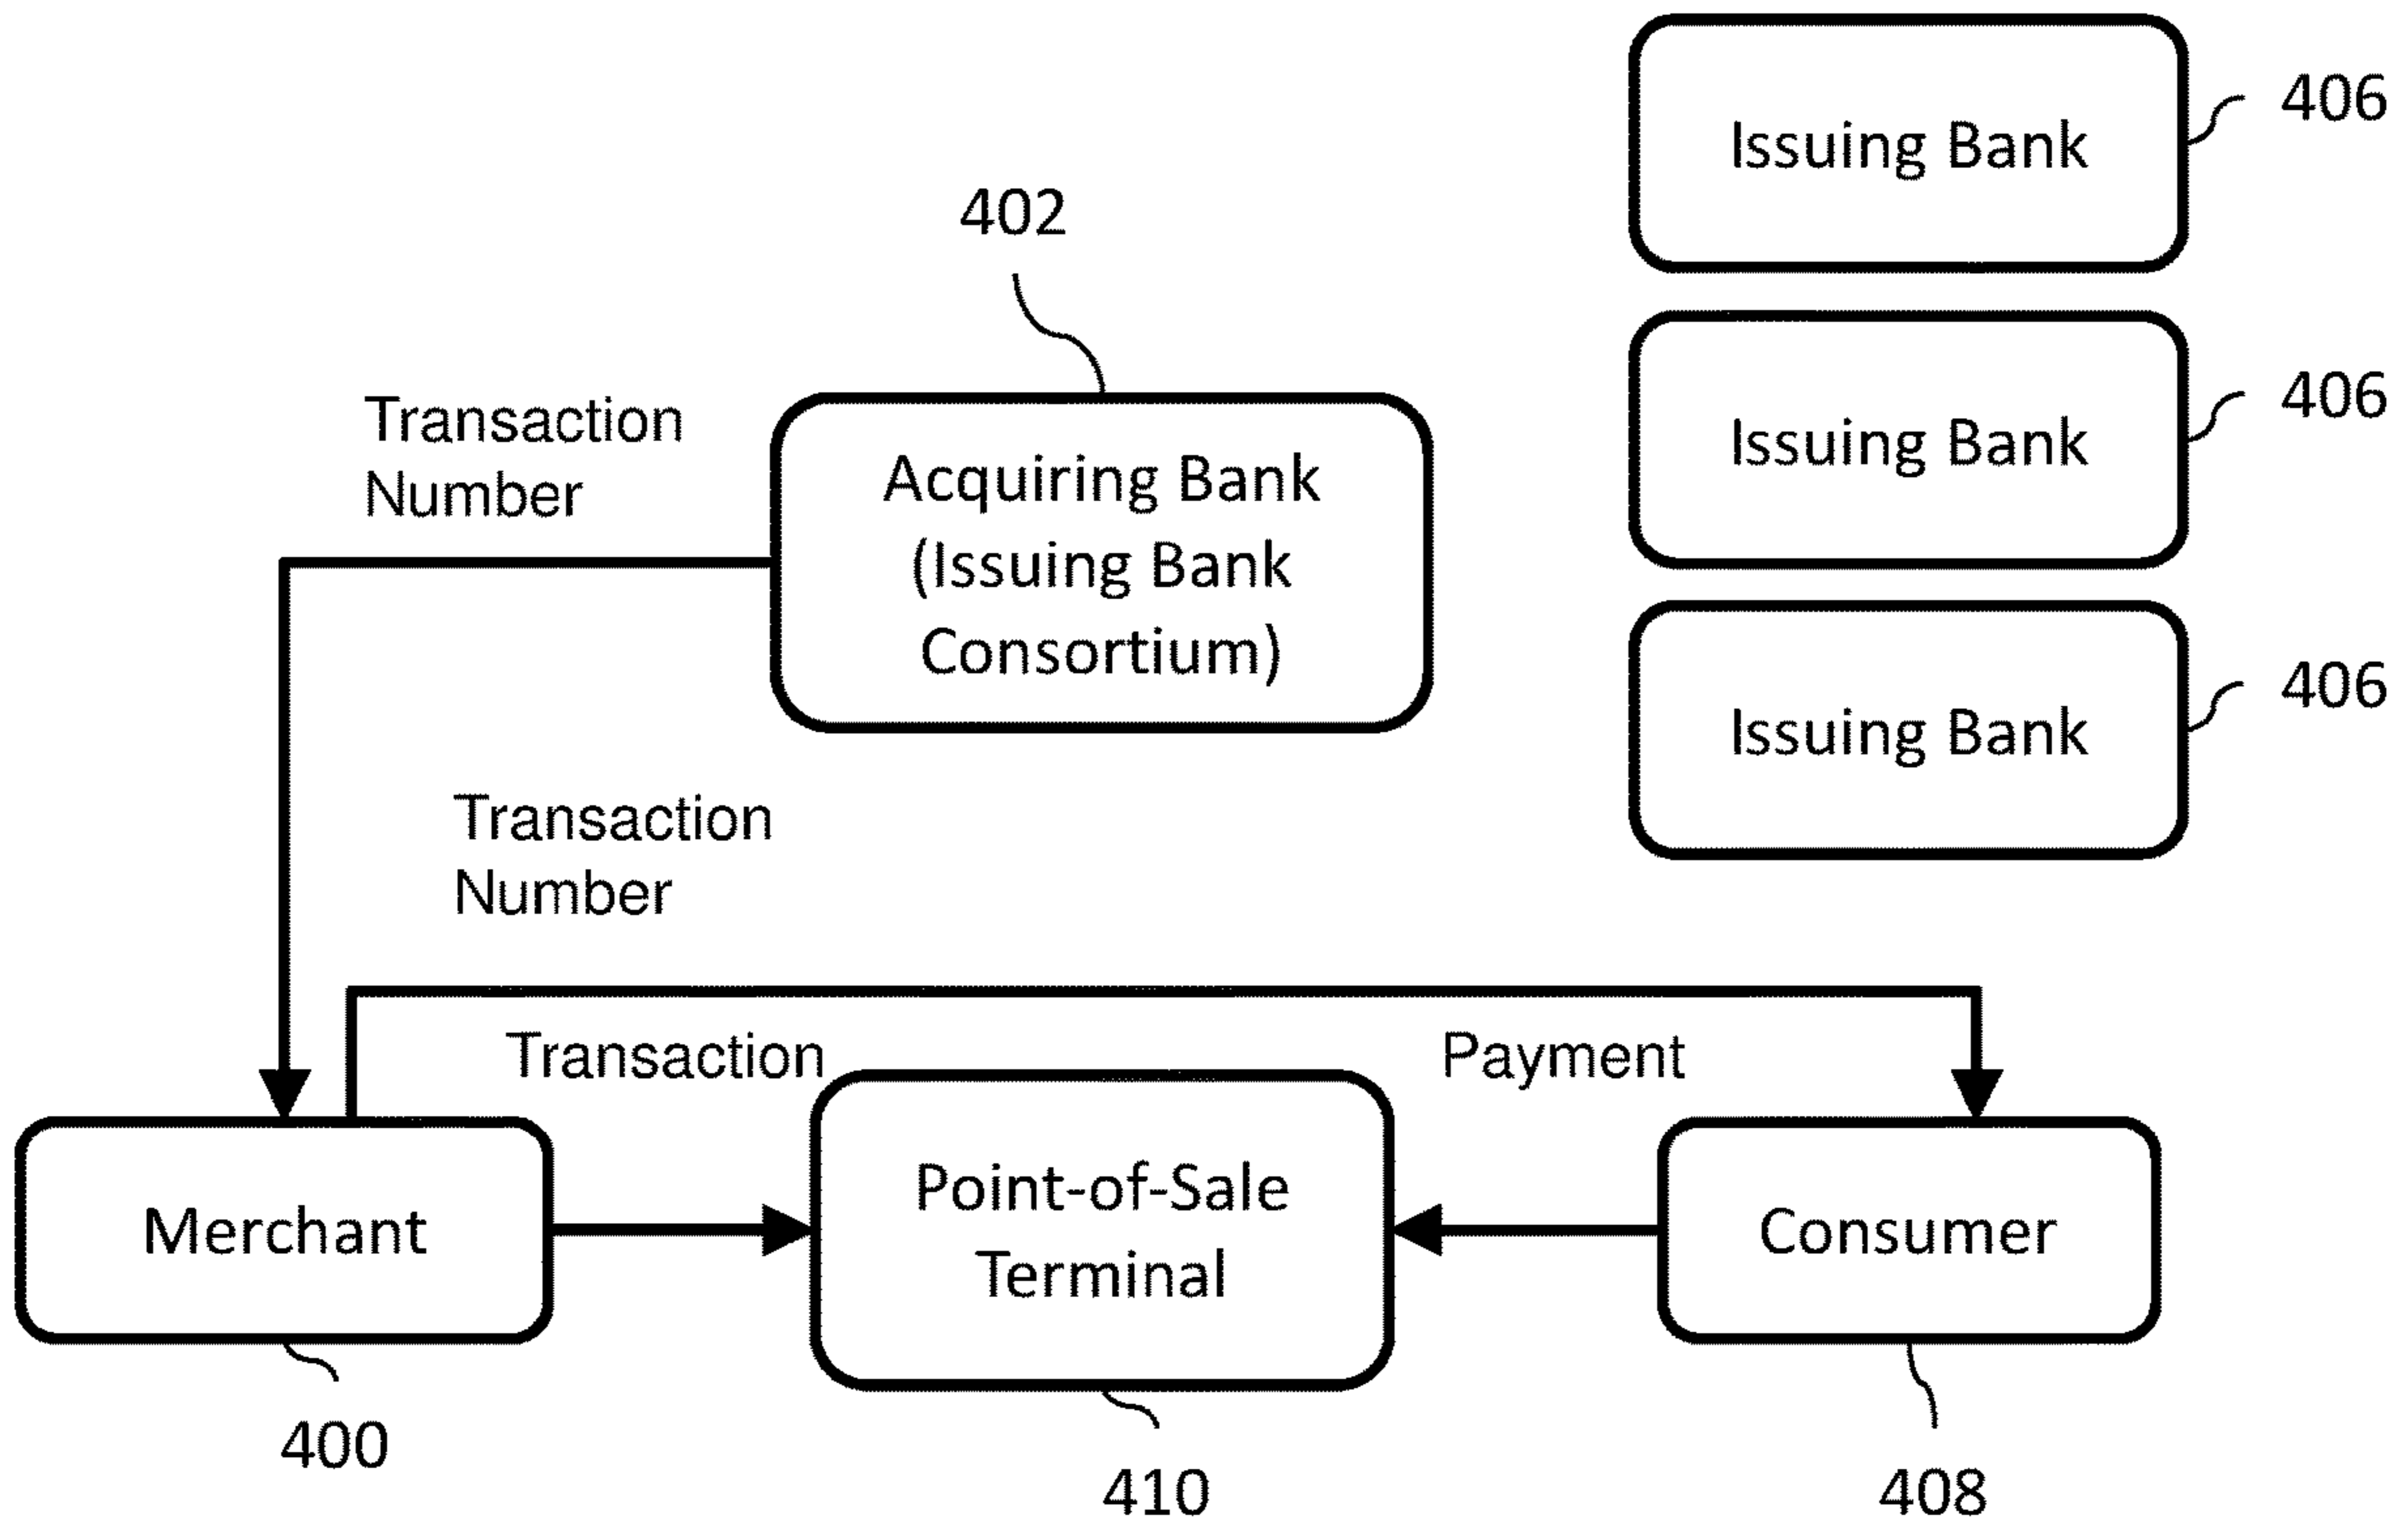 Issuing Bank
406
402
Issuing Bank
406
Transaction
Number
Acquiring Bank
(Issuing Bank
Consortium)
Issuing Bank
406
Transaction
Number
Transaction
Payment
Merchant
Point-of-Sale
Terminal
Consumer
400
410
408